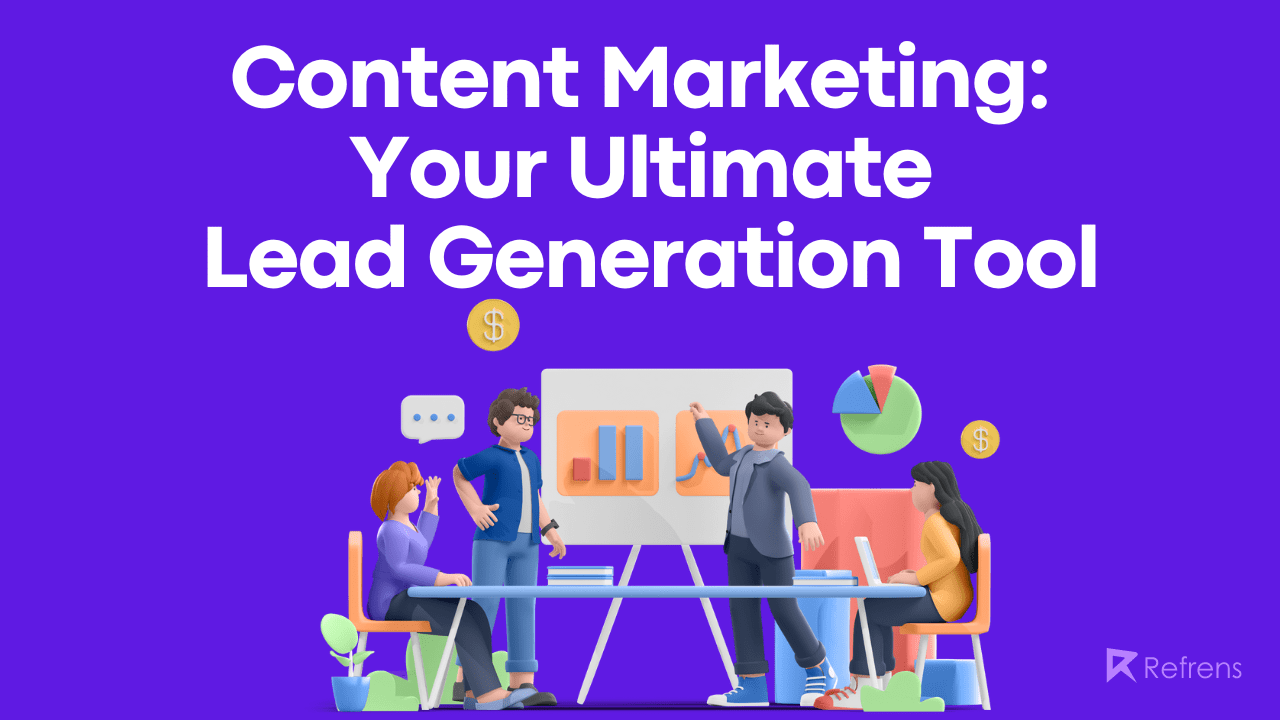 Content Marketing:
Your Ultimate
Lead Generation Tool
$
$
Refrens